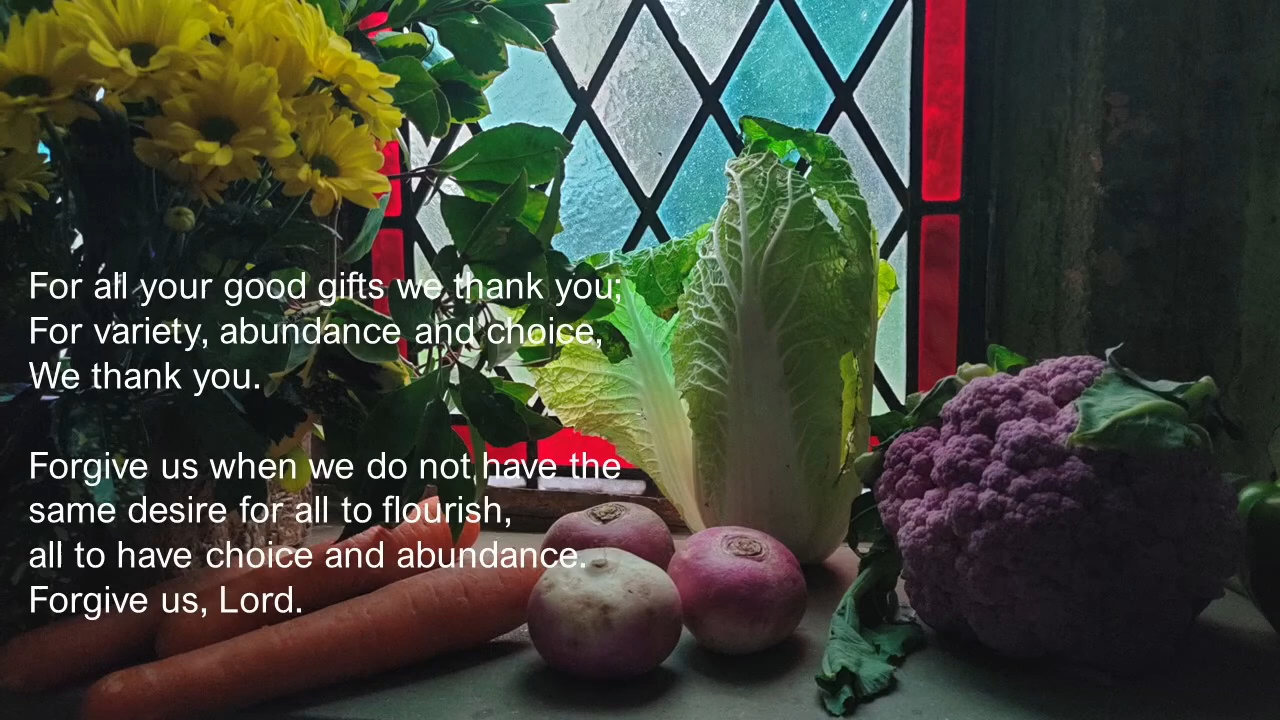 For all your good gifts we thank you;
For variety, abundance and choice,
We thank you.
Forgive us when we do not have the
same desire for all to flourish,
all to have choice and abundance.
Forgive us, Lord.